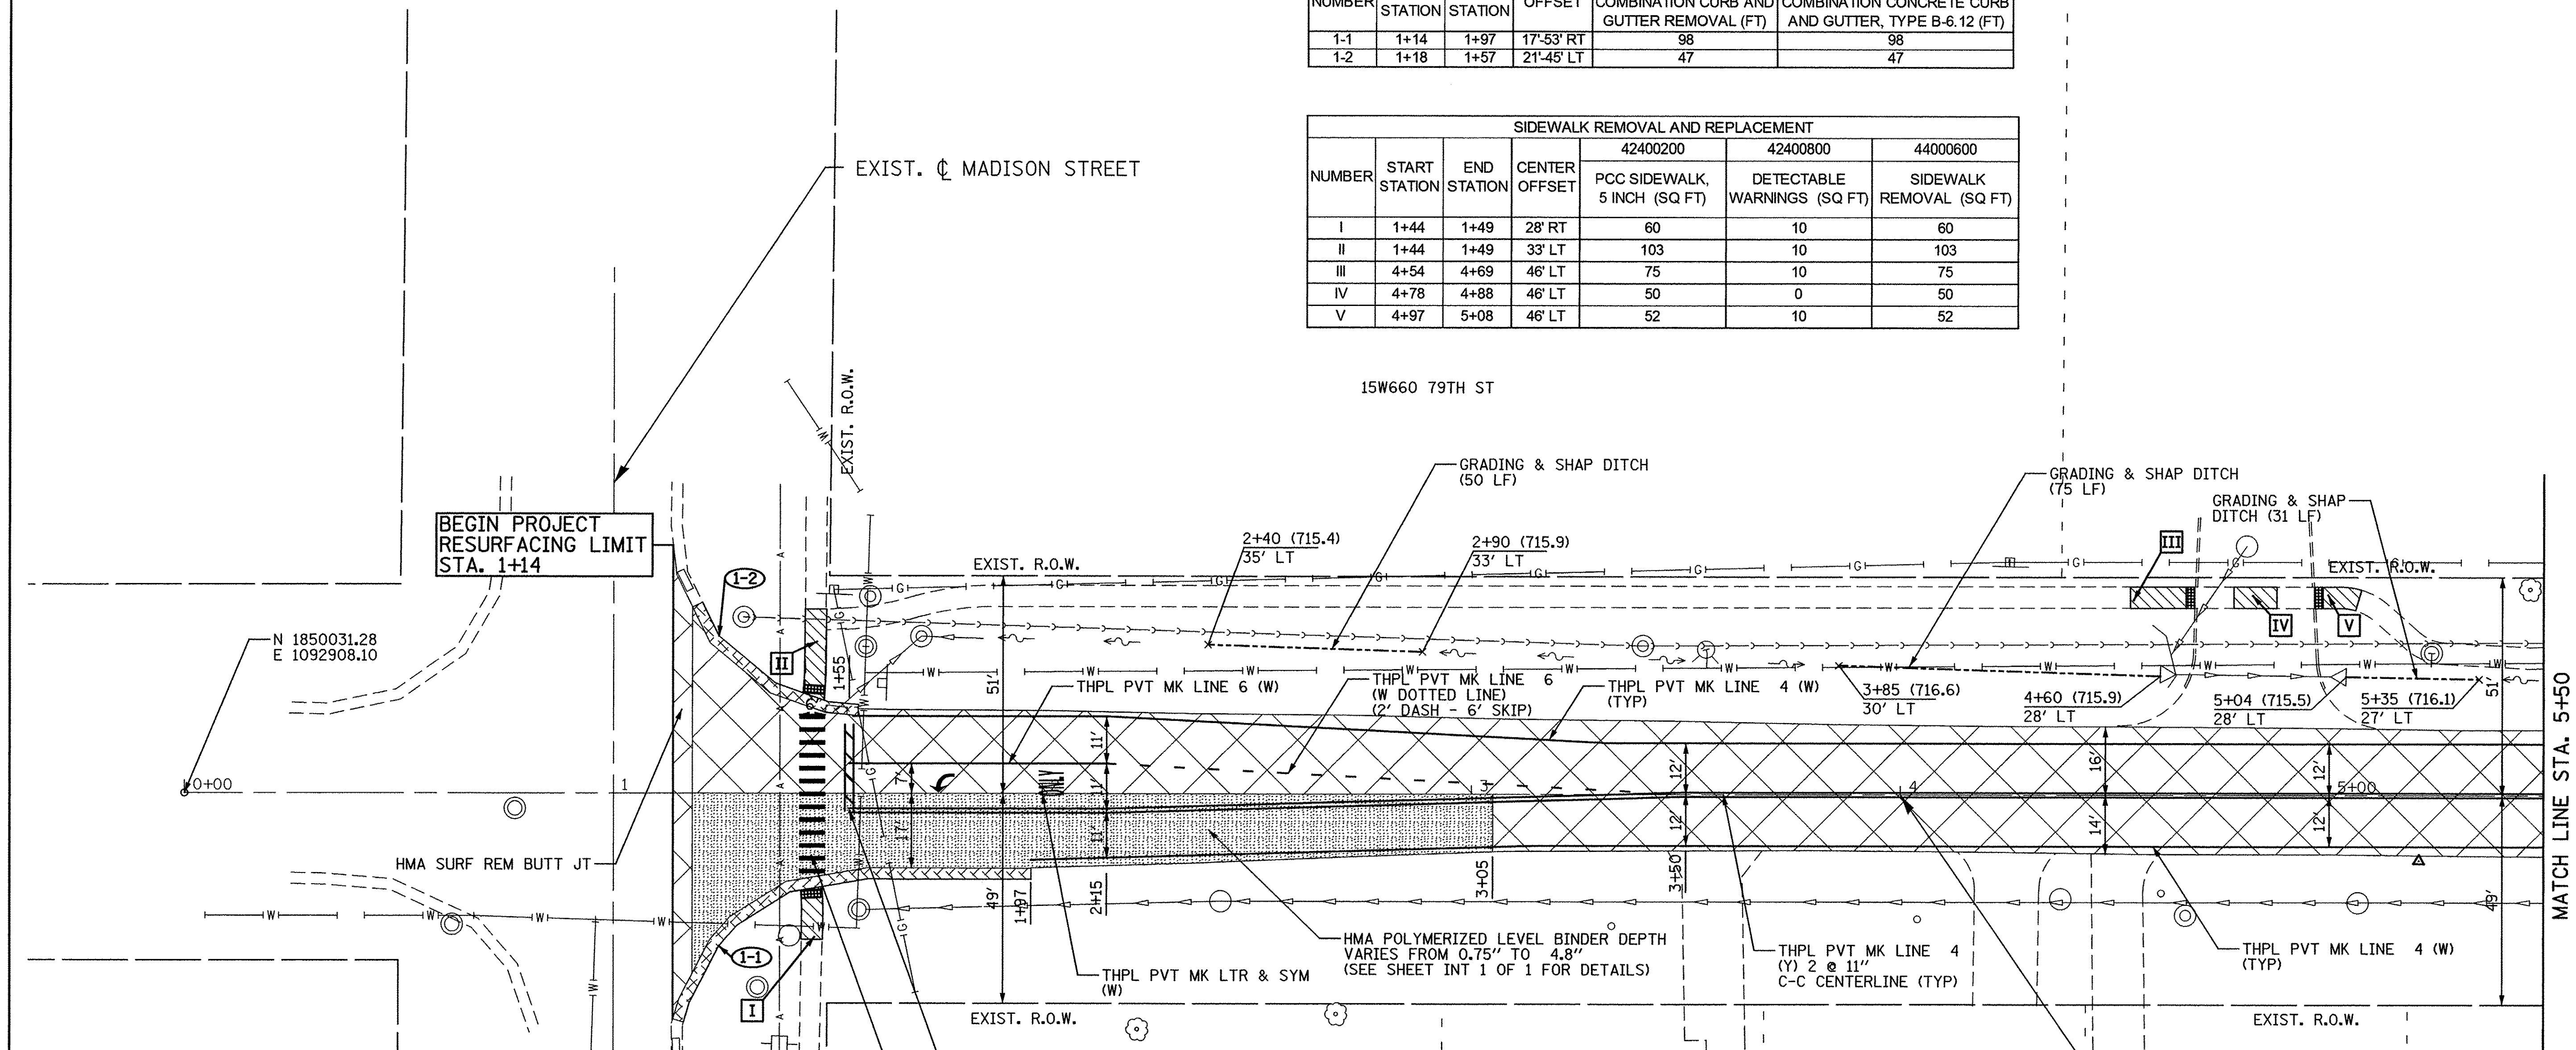 NUMBER STATION STATION OFFSET COMBINATION CURB AND GUTTER REMOVAL (FT) COMBINATION CONCRETE CURB AND GUTTER, TYPE B-6.12 (FT)
1-1 1+14 1+97 17'-53' RT 98 98
1-2 1+18 1+57 21'-45' LT 47 47
SIDEWALK REMOVAL AND REPLACEMENT
42400200 42400800 44000600
NUMBER START STATION END STATION CENTER OFFSET PCC SIDEWALK, 5 INCH (SQ FT) DETECTABLE WARNINGS (SQ FT) SIDEWALK REMOVAL (SQ FT)
I 1+44 1+49 28' RT 60 10 60
II 1+44 1+49 33' LT 103 10 103
III 4+54 4+69 46' LT 75 10 75
IV 4+78 4+88 46' LT 50 0 50
V 4+97 5+08 46' LT 52 10 52
EXIST. ℄ MADISON STREET
15W660 79TH ST
EXIST. R.O.W.
BEGIN PROJECT
RESURFACING LIMIT
STA. 1+14
GRADING & SHAP DITCH
(50 LF)
GRADING & SHAP DITCH
(75 LF)
GRADING & SHAP
DITCH (31 LF)
2+40 (715.4)
35' LT
2+90 (715.9)
33' LT
EXIST. R.O.W.
EXIST. R.O.W.
III
IV
V
1-2
II
1+55
51'
N 1850031.28
E 1092908.10
THPL PVT MK LINE 6 (W)
THPL PVT MK LINE 6
(W DOTTED LINE)
(2' DASH - 6' SKIP)
THPL PVT MK LINE 4 (W)
(TYP)
3+85 (716.6)
30' LT
4+60 (715.9)
28' LT
5+04 (715.5)
28' LT
5+35 (716.1)
27' LT
51'
0+00
1
7'
17'
ONLY
11'
11'
11'
3
12'
12'
4
16'
14'
12'
12'
5+00
MATCH LINE STA. 5+50
HMA SURF REM BUTT JT
49'
1+97
2+15
3+05
3+50
49'
1-1
I
THPL PVT MK LTR & SYM
(W)
HMA POLYMERIZED LEVEL BINDER DEPTH
VARIES FROM 0.75" TO 4.8"
(SEE SHEET INT 1 OF 1 FOR DETAILS)
THPL PVT MK LINE 4
(Y) 2 @ 11"
C-C CENTERLINE (TYP)
THPL PVT MK LINE 4 (W)
(TYP)
EXIST. R.O.W.
EXIST. R.O.W.